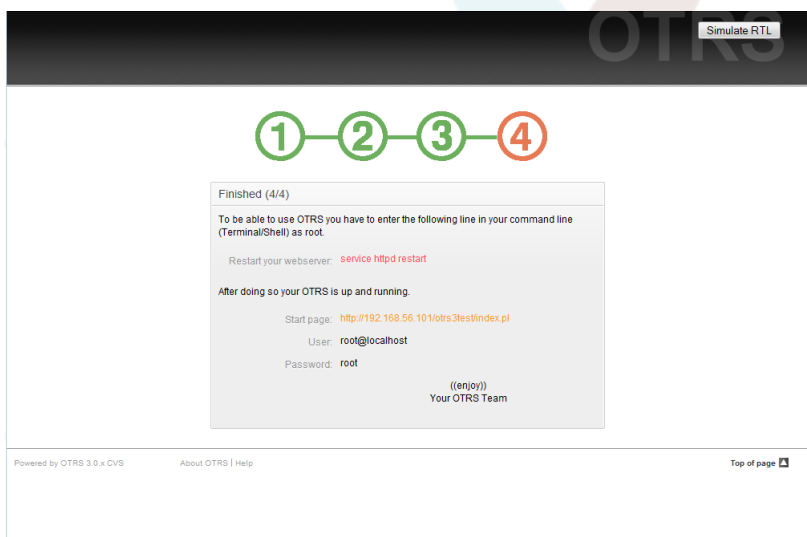 OTRS
Simulate RTL
1 2 3 4
Finished (4/4)
To be able to use OTRS you have to enter the following line in your command line
(Terminal/Shell) as root.
Restart your webserver: service httpd restart
After doing so your OTRS is up and running.
Start page: http://192.168.56.101/otrs3test/index.pl
User: root@localhost
Password: root
((enjoy))
Your OTRS Team
Powered by OTRS 3.0.x CVS About OTRS | Help Top of page